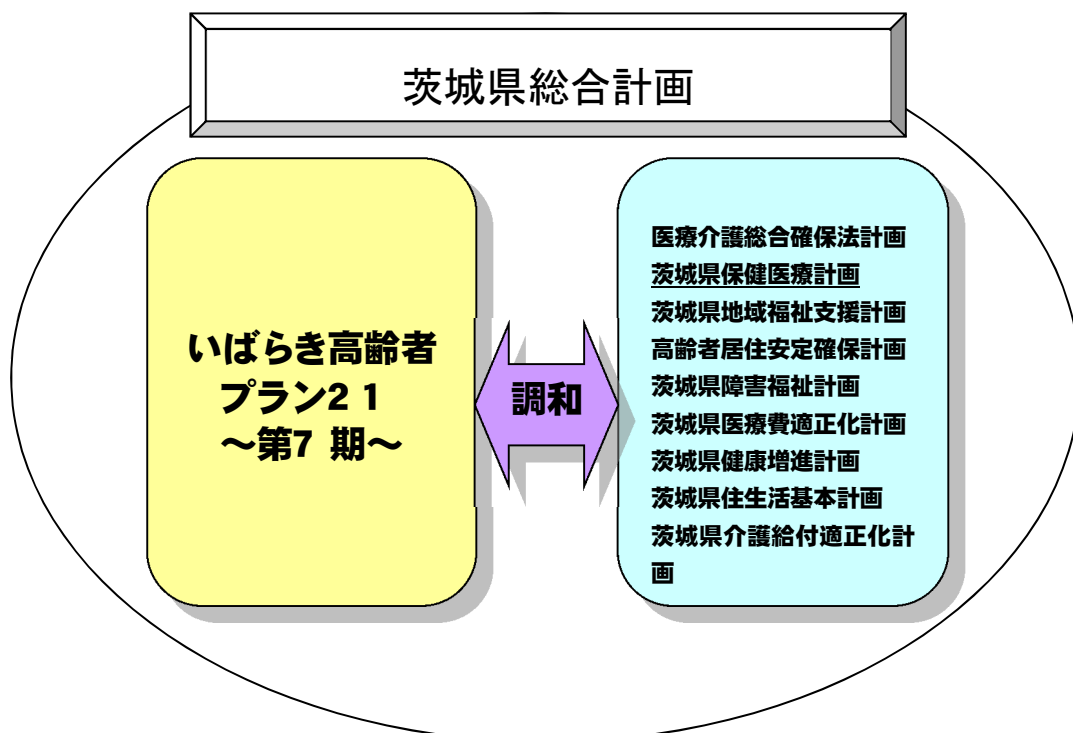 茨城県総合計画
いばらき高齢者
プラン2 1
～第7 期～
調和
医療介護総合確保法計画
茨城県保健医療計画
茨城県地域福祉支援計画
高齢者居住安定確保計画
茨城県障害福祉計画
茨城県医療費適正化計画
茨城県健康増進計画
茨城県住生活基本計画
茨城県介護給付適正化計
画